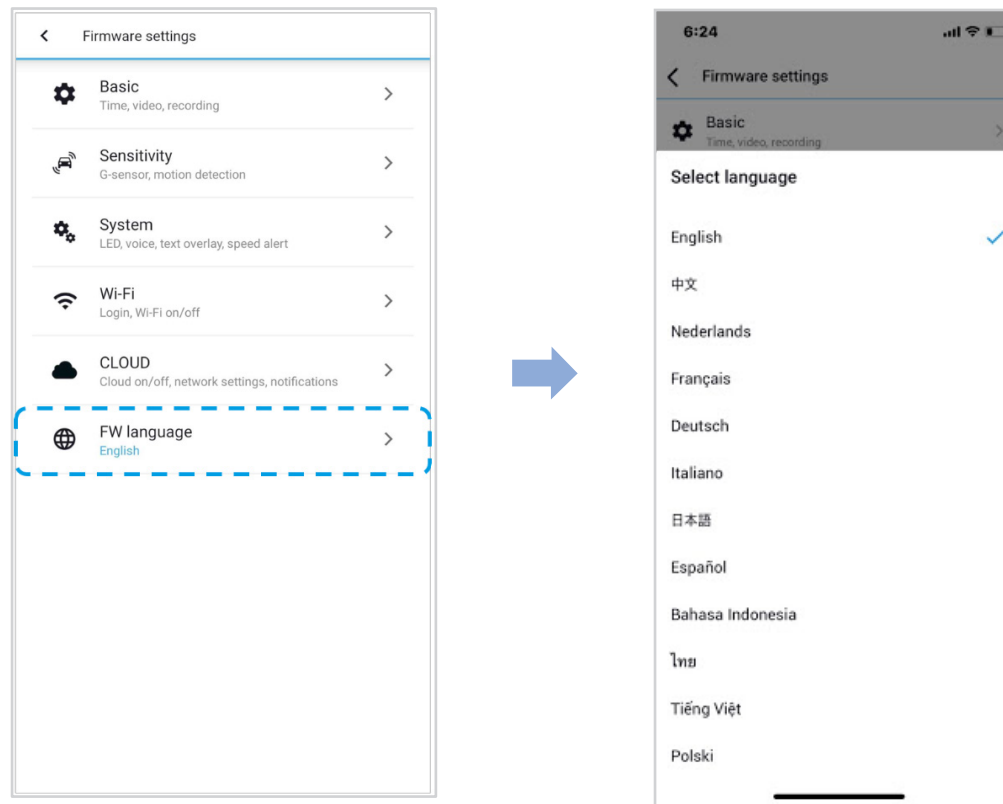 Firmware settings
Basic
Time, video, recording
Sensitivity
G-sensor, motion detection
System
LED, voice, text overlay, speed alert
Wi-Fi
Login, Wi-Fi on/off
CLOUD
Cloud on/off, network settings, notifications
FW language
English
6:24
Firmware settings
Basic
Time, video, recording
Select language
English
中文
Nederlands
Français
Deutsch
Italiano
日本語
Español
Bahasa Indonesia
ไทย
Tiếng Việt
Polski